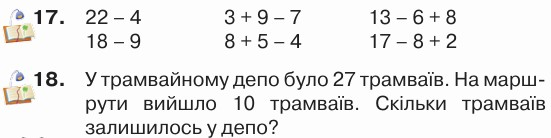 17. 22 – 4 3 + 9 – 7 13 – 6 + 8
18 – 9 8 + 5 – 4 17 – 8 + 2
18. У трамвайному депо було 27 трамваїв. На марш-
рути вийшло 10 трамваїв. Скільки трамваїв
залишилось у депо?